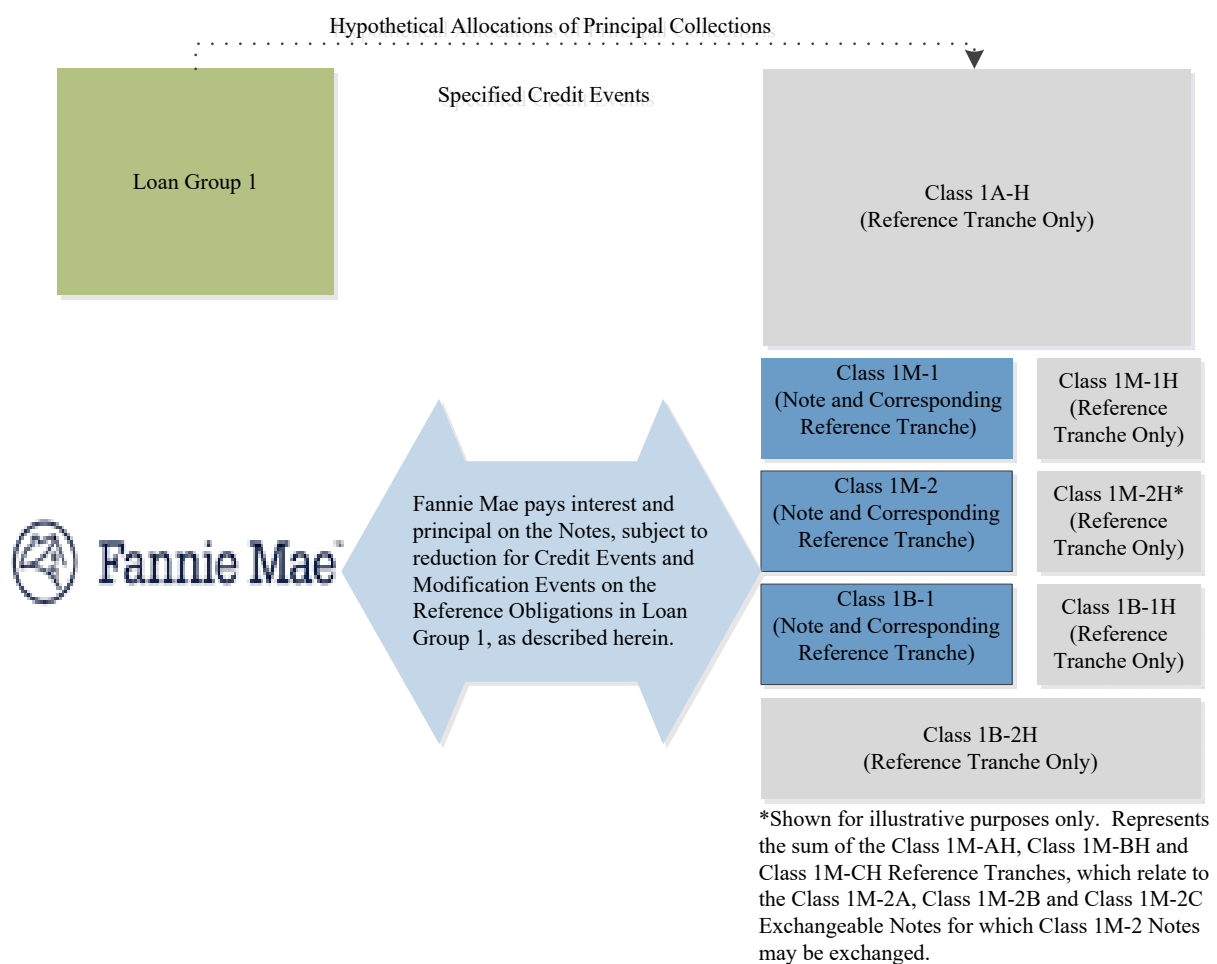 Hypothetical Allocations of Principal Collections
Specified Credit Events
Loan Group 1
Class 1A-H
(Reference Tranche Only)
Class 1M-1
(Note and Corresponding
Reference Tranche)
Class 1M-1H
(Reference
Tranche Only)
Class 1M-2
(Note and Corresponding
Reference Tranche)
Class 1M-2H*
(Reference
Tranche Only)
Class 1B-1
(Note and Corresponding
Reference Tranche)
Class 1B-1H
(Reference
Tranche Only)
Class 1B-2H
(Reference Tranche Only)
Fannie Mae pays interest and
principal on the Notes, subject to
reduction for Credit Events and
Modification Events on the
Reference Obligations in Loan
Group 1, as described herein.
Fannie Mae™
*Shown for illustrative purposes only.  Represents
the sum of the Class 1M-AH, Class 1M-BH and
Class 1M-CH Reference Tranches, which relate to
the Class 1M-2A, Class 1M-2B and Class 1M-2C
Exchangeable Notes for which Class 1M-2 Notes
may be exchanged.